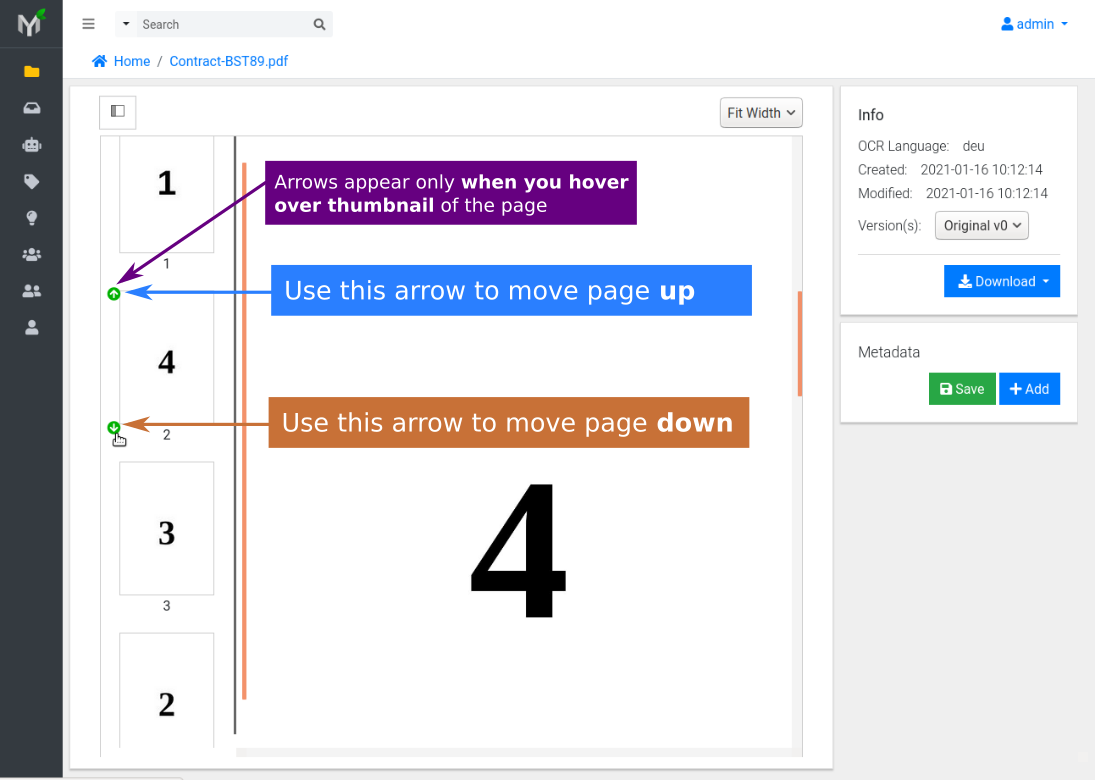 Search
admin
Home / Contract-BST89.pdf
Fit Width
1
1
4
2
3
3
2
Arrows appear only when you hover
over thumbnail of the page
Use this arrow to move page up
Use this arrow to move page down
4
Info
OCR Language: deu
Created: 2021-01-16 10:12:14
Modified: 2021-01-16 10:12:14
Version(s): Original v0
Download
Metadata
Save
Add